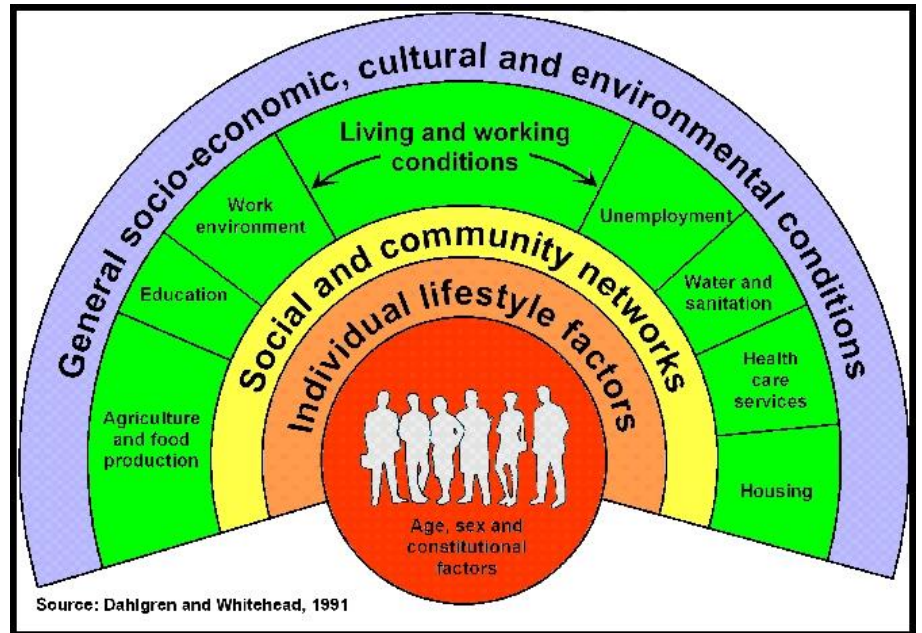 General socio-economic, cultural and environmental conditions
Living and working
conditions
Work
environment
Unemployment
Education
Water and
sanitation
Agriculture
and food
production
Health
care
services
Housing
Social and community networks
Individual lifestyle factors
Age, sex and
constitutional
factors
Source: Dahlgren and Whitehead, 1991